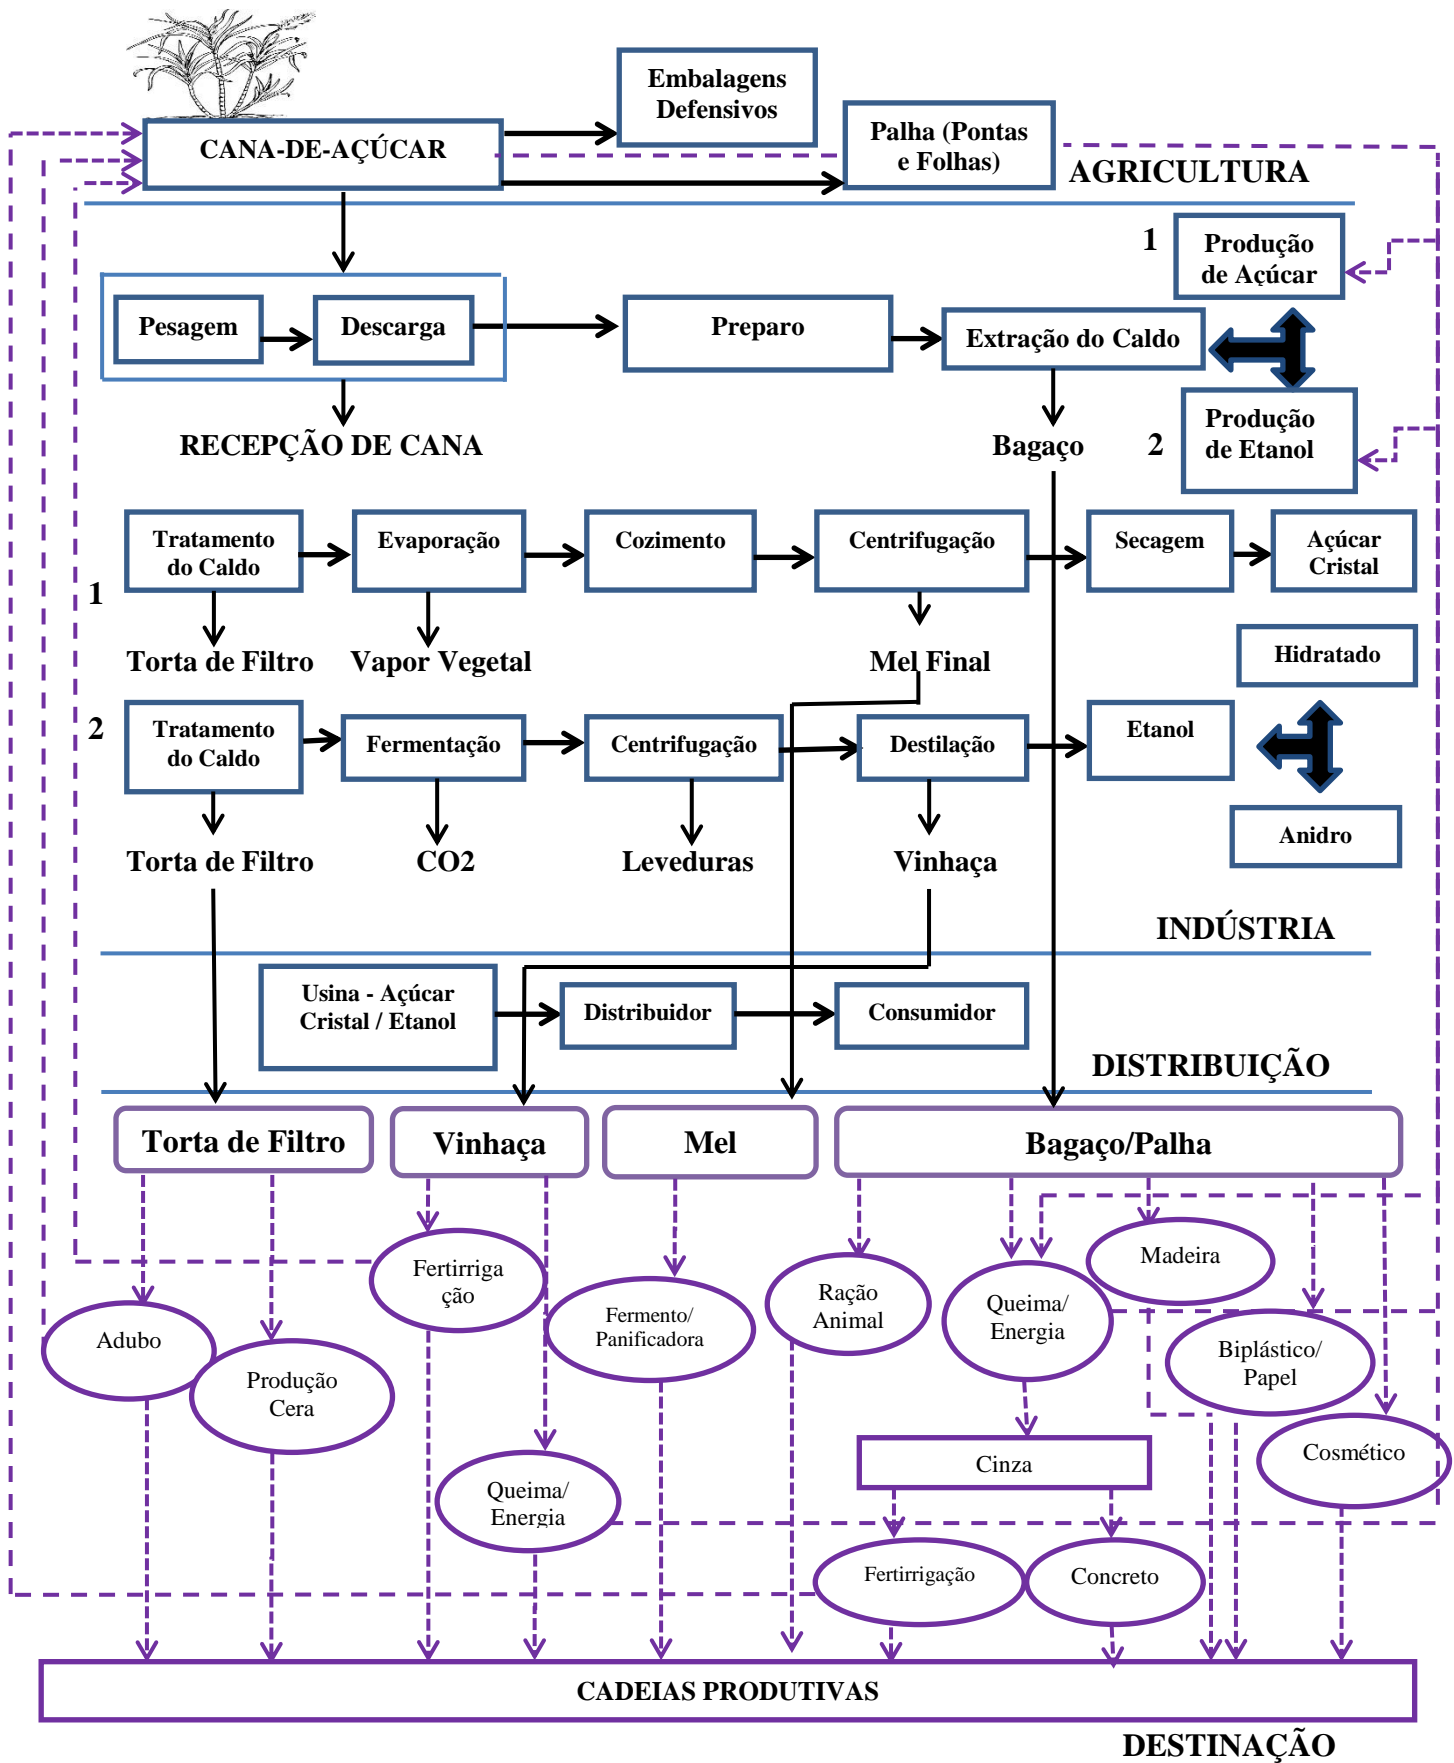 Embalagens
Defensivos
CANA-DE-AÇÚCAR
Palha (Pontas
e Folhas)
AGRICULTURA
1
Produção
de Açúcar
Pesagem
Descarga
Preparo
Extração do Caldo
RECEPÇÃO DE CANA
Bagaço
2
Produção
de Etanol
1
Tratamento
do Caldo
Evaporação
Cozimento
Centrifugação
Secagem
Açúcar
Cristal
Torta de Filtro
Vapor Vegetal
Mel Final
Hidratado
2
Tratamento
do Caldo
Fermentação
Centrifugação
Destilação
Etanol
Anidro
Torta de Filtro
CO2
Leveduras
Vinhaça
INDÚSTRIA
Usina - Açúcar
Cristal / Etanol
Distribuidor
Consumidor
DISTRIBUIÇÃO
Torta de Filtro
Vinhaça
Mel
Bagaço/Palha
Adubo
Produção
Cera
Fertirriga
ção
Queima/
Energia
Fermento/
Panificadora
Ração
Animal
Queima/
Energia
Madeira
Biplástico/
Papel
Cosmético
Cinza
Fertirrigação
Concreto
CADEIAS PRODUTIVAS
DESTINAÇÃO